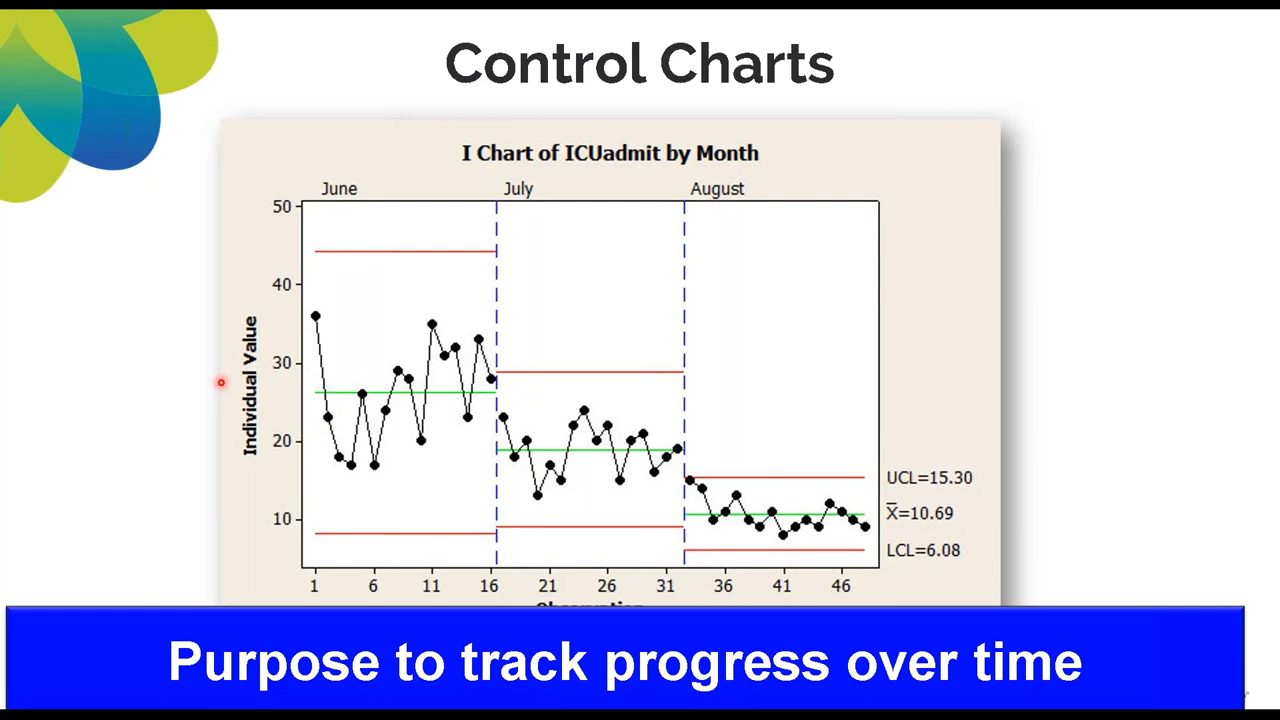 Control Charts
I Chart of ICUadmit by Month
June July August
50
40
30
20
10
Individual Value
UCL=15.30
X̄=10.69
LCL=6.08
1 6 11 16 21 26 31 36 41 46
Observation
Purpose to track progress over time